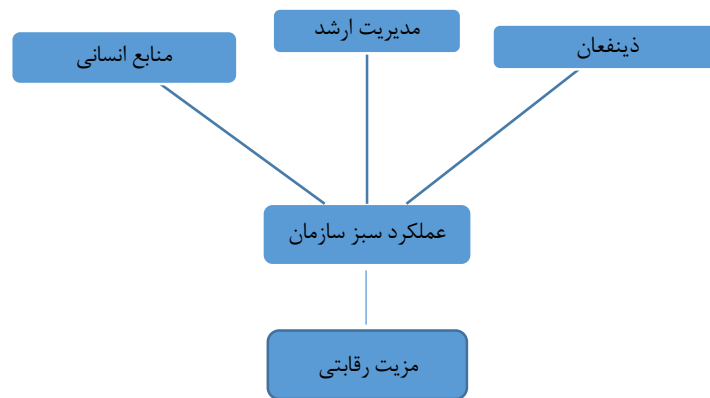 ذینفعان
مدیریت ارشد
منابع انسانی
عملکرد سبز سازمان
مزیت رقابتی